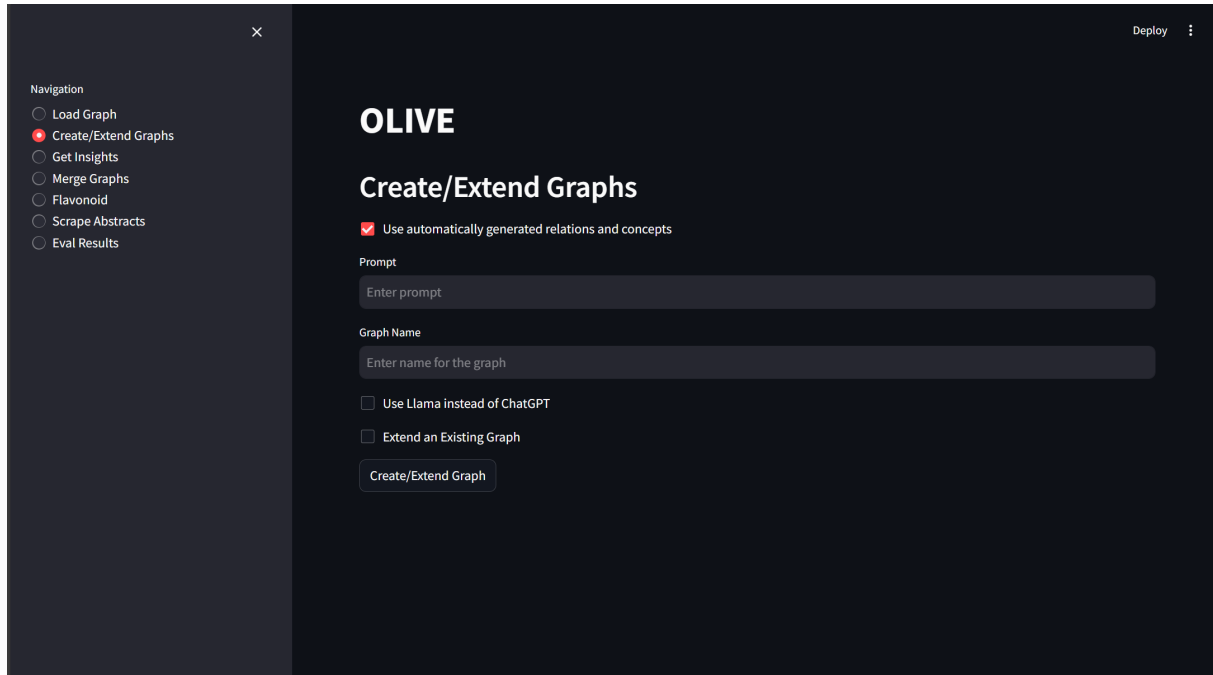 Deploy
Navigation
Load Graph
Create/Extend Graphs
Get Insights
Merge Graphs
Flavonoid
Scrape Abstracts
Eval Results
OLIVE
Create/Extend Graphs
Use automatically generated relations and concepts
Prompt
Enter prompt
Graph Name
Enter name for the graph
Use Llama instead of ChatGPT
Extend an Existing Graph
Create/Extend Graph